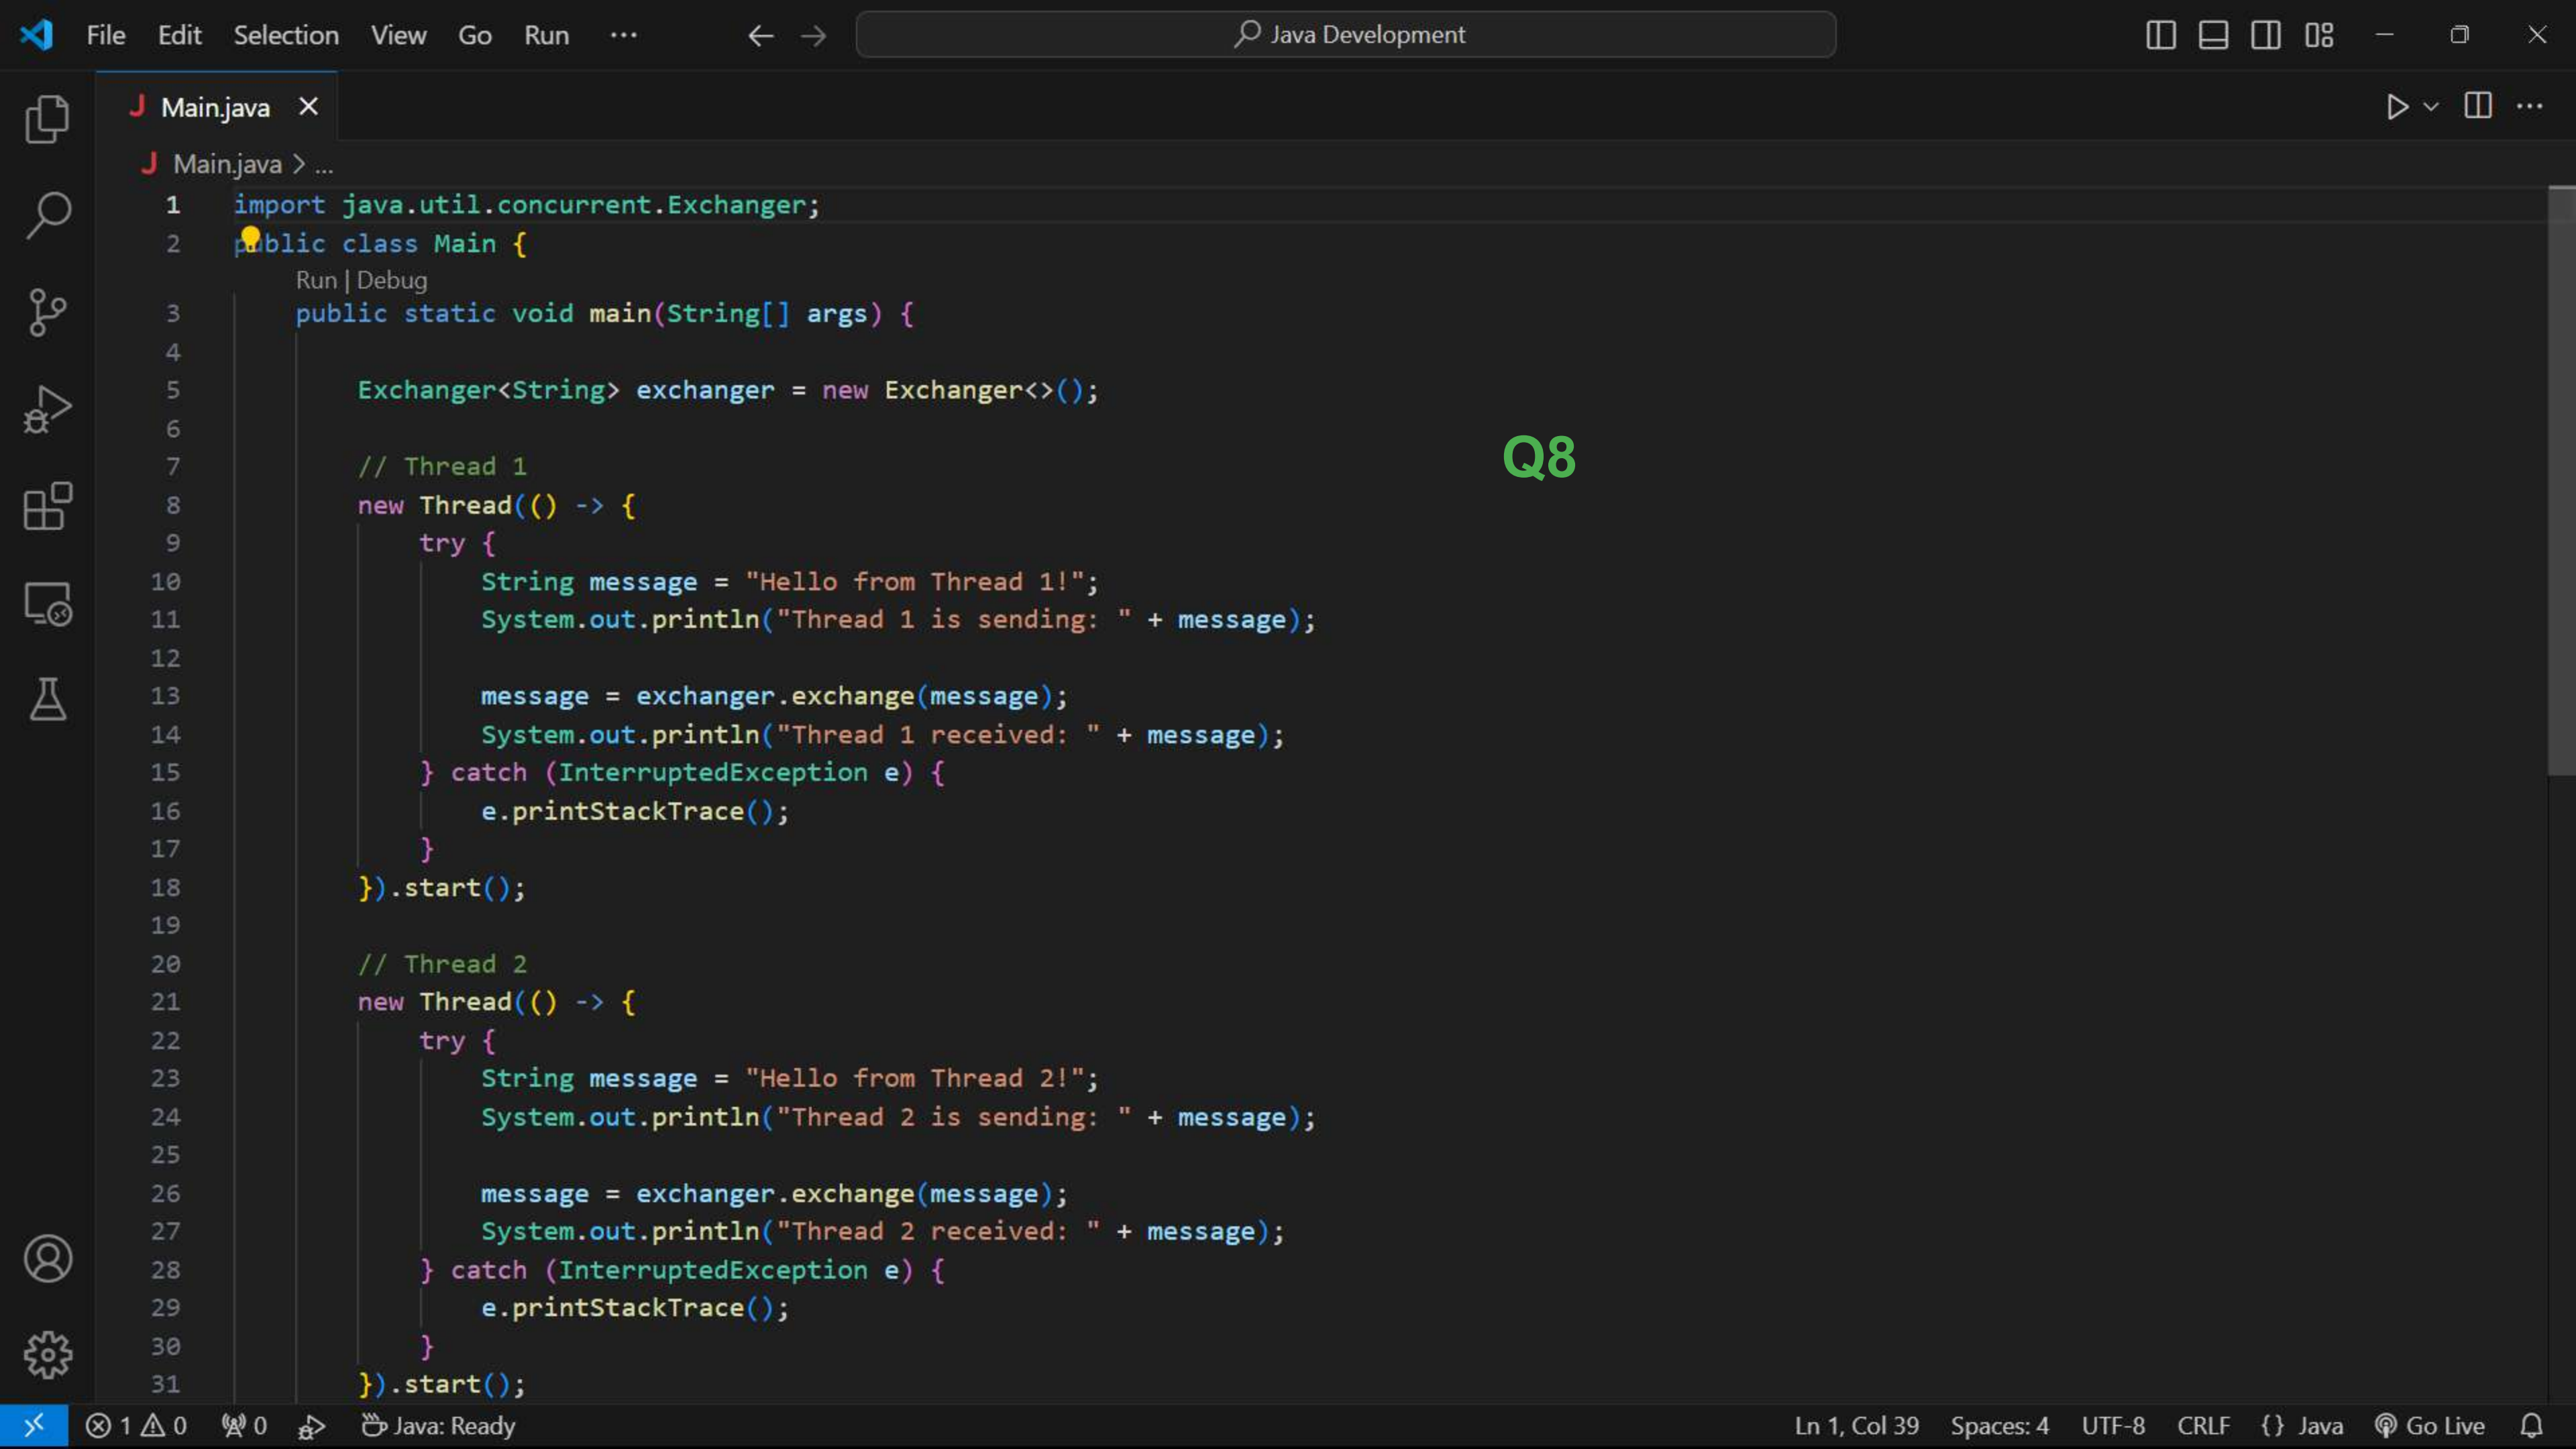 File Edit Selection View Go Run ··· ← → Java Development
J Main.java ×
J Main.java > ...
1 import java.util.concurrent.Exchanger;
2 public class Main {
Run | Debug
3 public static void main(String[] args) {
4
5 Exchanger<String> exchanger = new Exchanger<>();
6
Q8
7 // Thread 1
8 new Thread(() -> {
9 try {
10 String message = "Hello from Thread 1!";
11 System.out.println("Thread 1 is sending: " + message);
12
13 message = exchanger.exchange(message);
14 System.out.println("Thread 1 received: " + message);
15 } catch (InterruptedException e) {
16 e.printStackTrace();
17 }
18 }).start();
19
20 // Thread 2
21 new Thread(() -> {
22 try {
23 String message = "Hello from Thread 2!";
24 System.out.println("Thread 2 is sending: " + message);
25
26 message = exchanger.exchange(message);
27 System.out.println("Thread 2 received: " + message);
28 } catch (InterruptedException e) {
29 e.printStackTrace();
30 }
31 }).start();
1 0 0 Java: Ready Ln 1, Col 39 Spaces: 4 UTF-8 CRLF {} Java Go Live